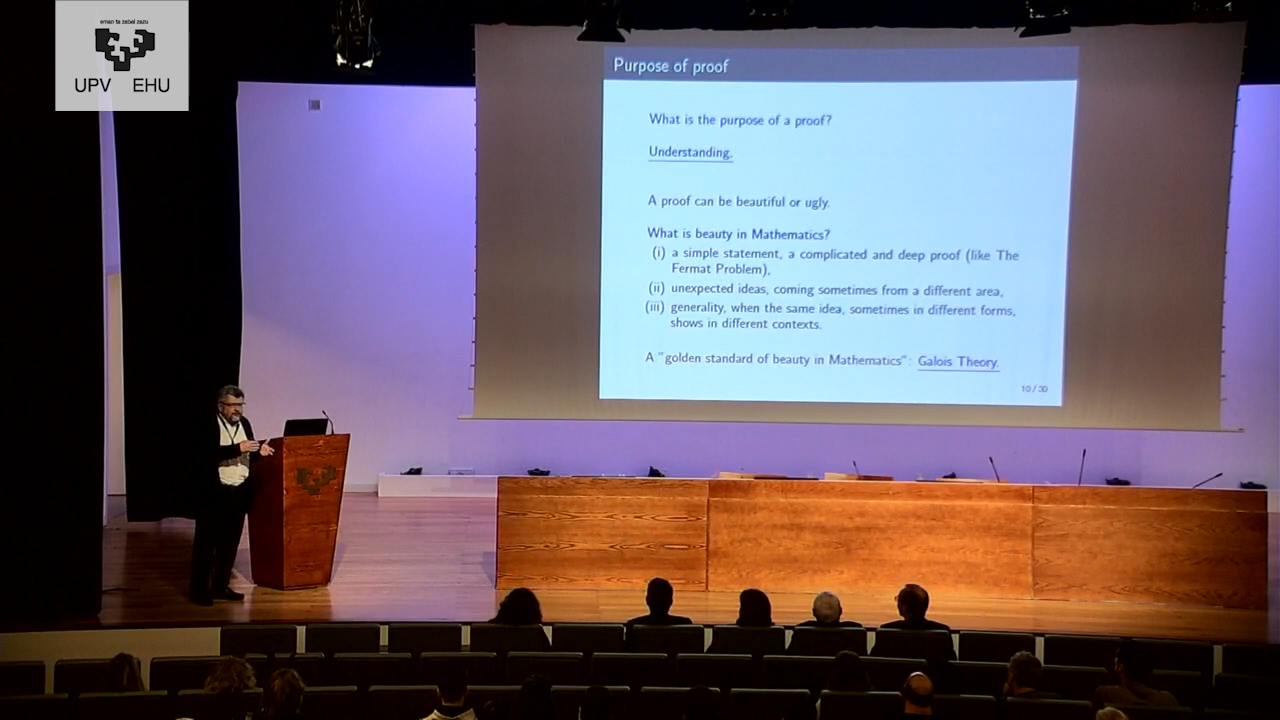 eman ta zabal zazu
UPV EHU
Purpose of proof
What is the purpose of a proof?
Understanding.
A proof can be beautiful or ugly.
What is beauty in Mathematics?
(i) a simple statement, a complicated and deep proof (like The
Fermat Problem),
(ii) unexpected ideas, coming sometimes from a different area,
(iii) generality, when the same idea, sometimes in different forms,
shows in different contexts.
A "golden standard of beauty in Mathematics": Galois Theory.
10 / 30